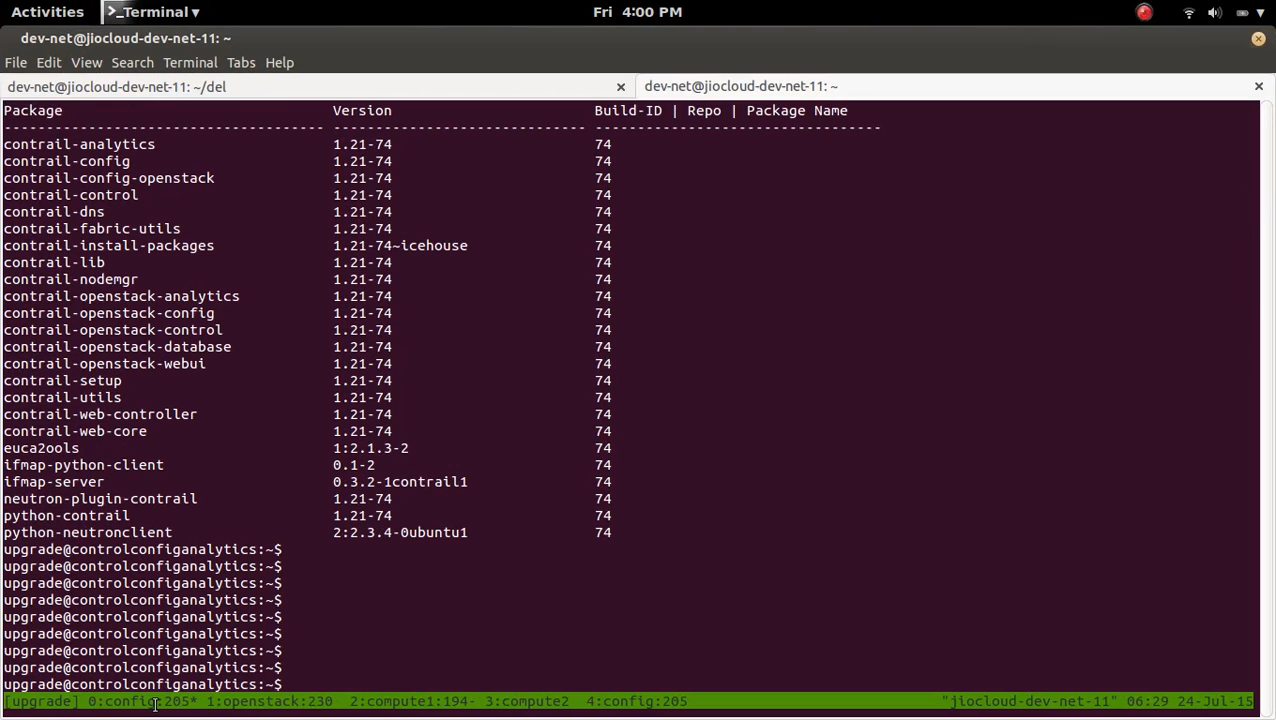 Activities Terminal Fri 4:00 PM
dev-net@jiocloud-dev-net-11: ~
File Edit View Search Terminal Tabs Help
dev-net@jiocloud-dev-net-11: ~/del dev-net@jiocloud-dev-net-11: ~
Package Version Build-ID | Repo | Package Name
-------------------------------------- ------------------------------ ----------------------------------
contrail-analytics 1.21-74 74
contrail-config 1.21-74 74
contrail-config-openstack 1.21-74 74
contrail-control 1.21-74 74
contrail-dns 1.21-74 74
contrail-fabric-utils 1.21-74 74
contrail-install-packages 1.21-74~icehouse 74
contrail-lib 1.21-74 74
contrail-nodemgr 1.21-74 74
contrail-openstack-analytics 1.21-74 74
contrail-openstack-config 1.21-74 74
contrail-openstack-control 1.21-74 74
contrail-openstack-database 1.21-74 74
contrail-openstack-webui 1.21-74 74
contrail-setup 1.21-74 74
contrail-utils 1.21-74 74
contrail-web-controller 1.21-74 74
contrail-web-core 1.21-74 74
euca2ools 1:2.1.3-2 74
ifmap-python-client 0.1-2 74
ifmap-server 0.3.2-1contrail1 74
neutron-plugin-contrail 1.21-74 74
python-contrail 1.21-74 74
python-neutronclient 2:2.3.4-0ubuntu1 74
upgrade@controlconfiganalytics:~$
upgrade@controlconfiganalytics:~$
upgrade@controlconfiganalytics:~$
upgrade@controlconfiganalytics:~$
upgrade@controlconfiganalytics:~$
upgrade@controlconfiganalytics:~$
upgrade@controlconfiganalytics:~$
upgrade@controlconfiganalytics:~$
upgrade@controlconfiganalytics:~$
[upgrade] 0:config:205* 1:openstack:230 2:compute1:194- 3:compute2 4:config:205 "jiocloud-dev-net-11" 06:29 24-Jul-15